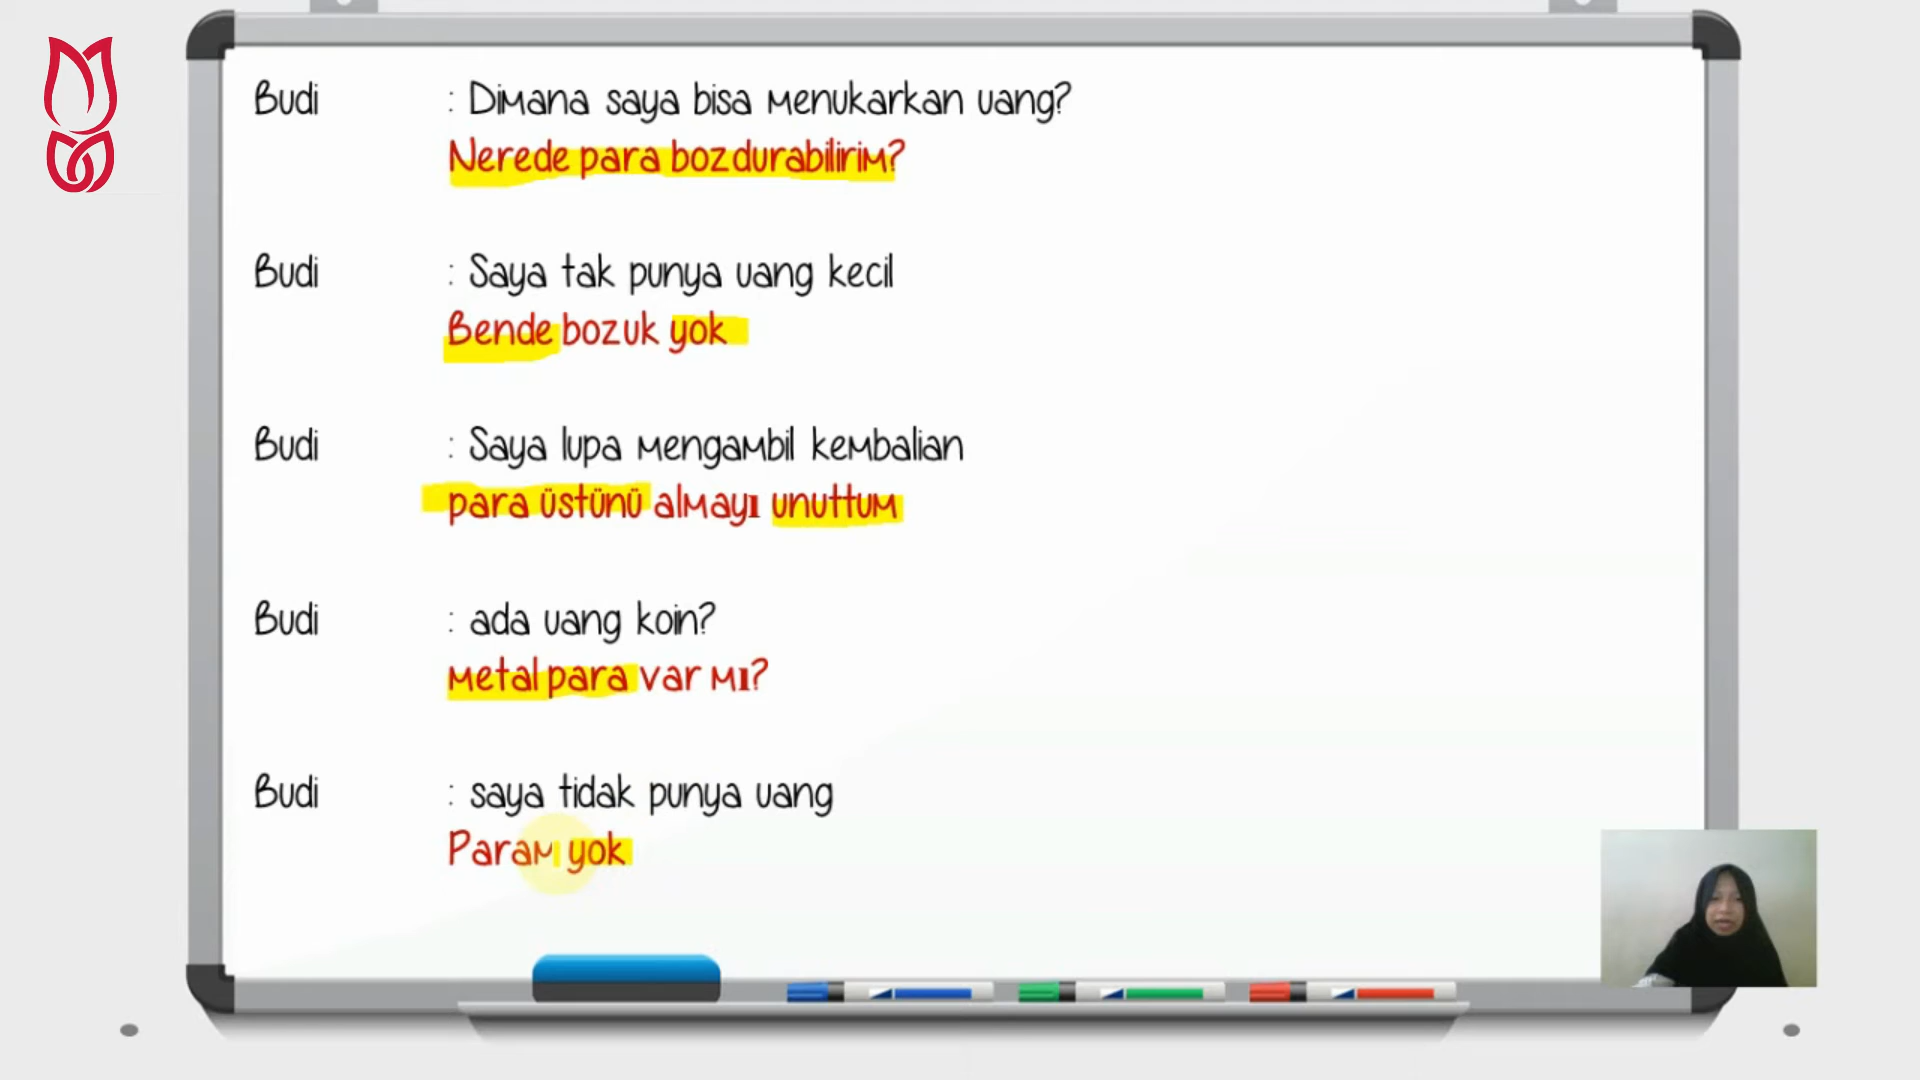 Budi : Dimana saya bisa menukarkan uang?
Nerede para bozdurabilirim?
Budi : Saya tak punya uang kecil
Bende bozuk yok
Budi : Saya lupa mengambil kembalian
para üstünü almayı unuttum
Budi : ada uang koin?
metal para var mı?
Budi : saya tidak punya uang
Param yok